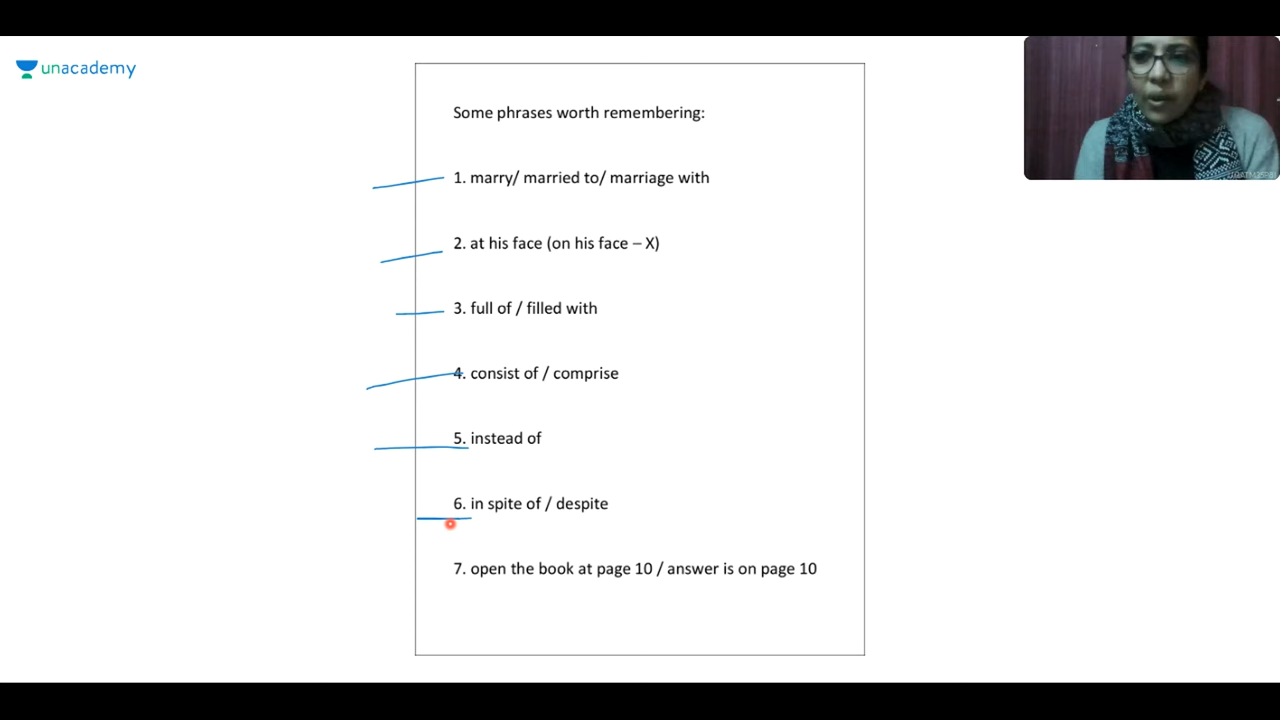 unacademy
Some phrases worth remembering:
1. marry/ married to/ marriage with
2. at his face (on his face – X)
3. full of / filled with
4. consist of / comprise
5. instead of
6. in spite of / despite
7. open the book at page 10 / answer is on page 10